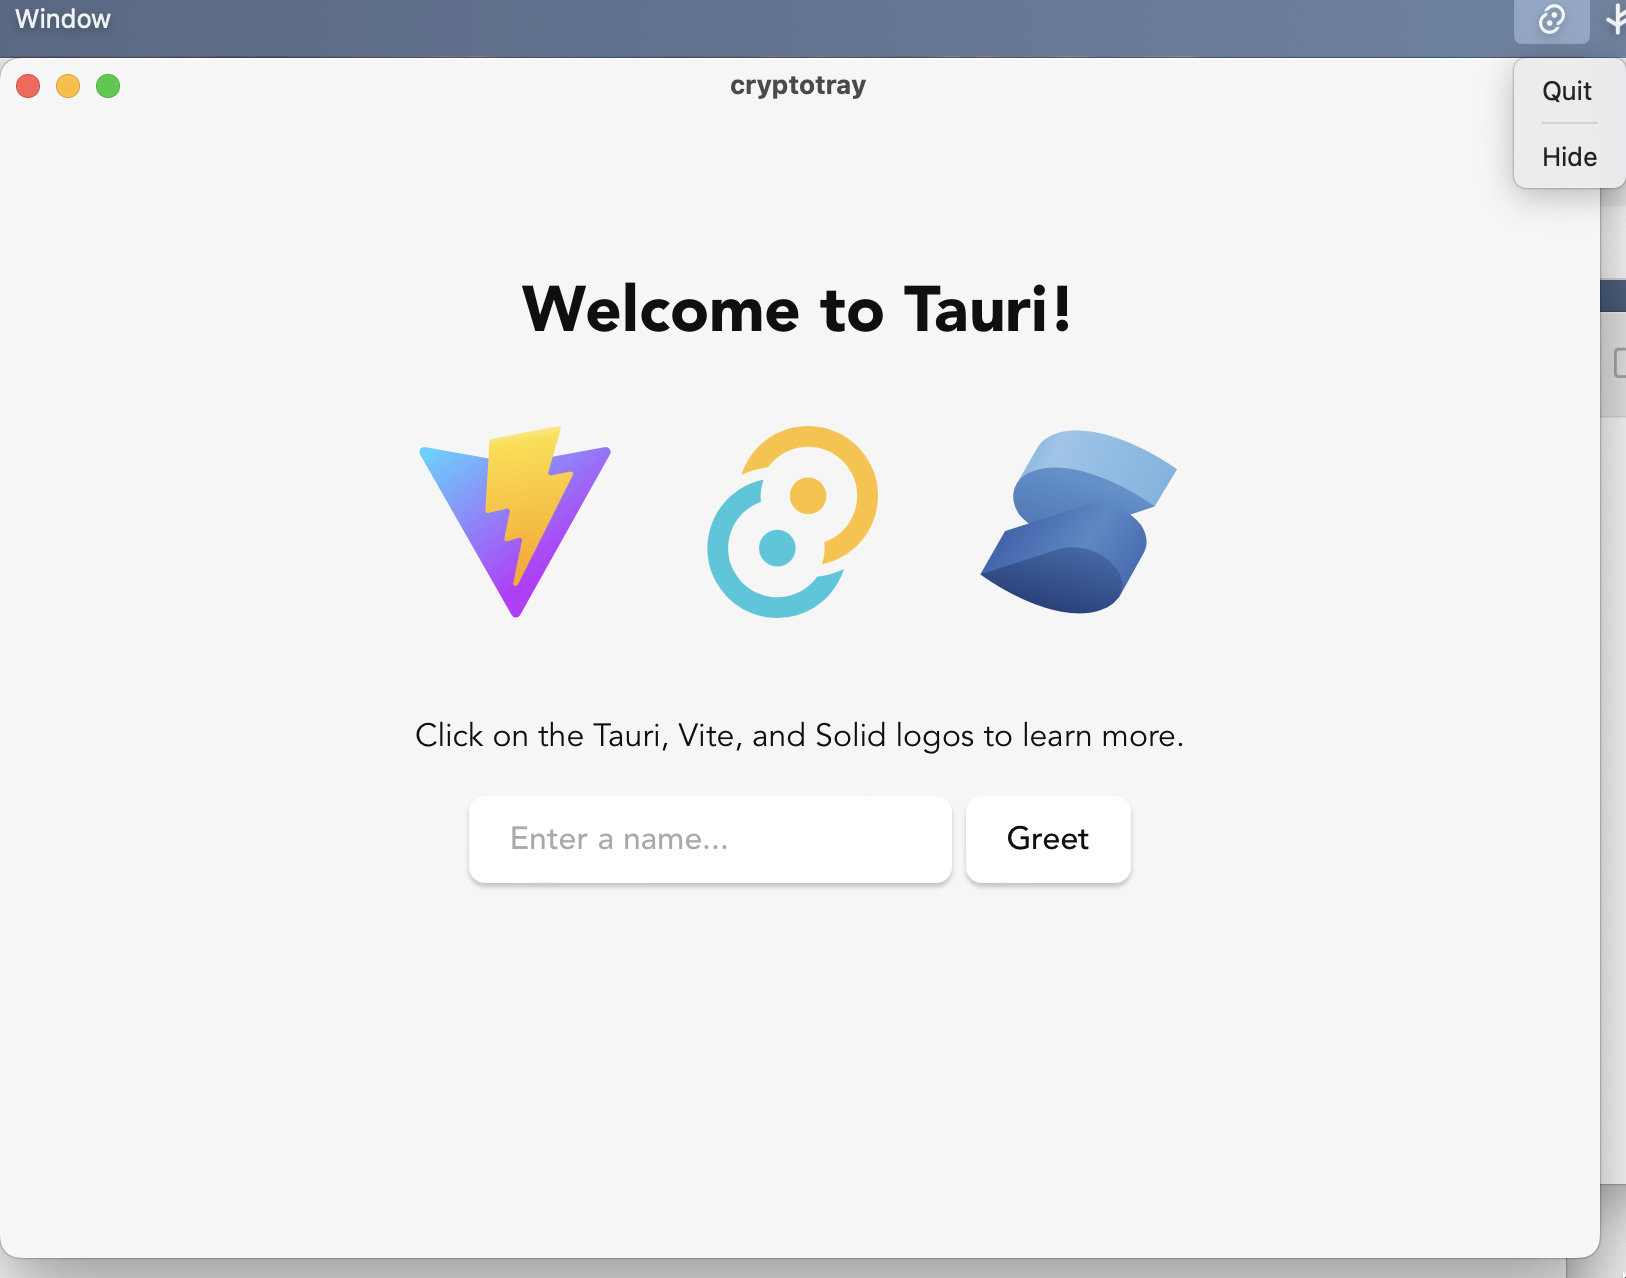 Window
cryptotray
Quit
Hide
Welcome to Tauri!
Click on the Tauri, Vite, and Solid logos to learn more.
Enter a name...
Greet